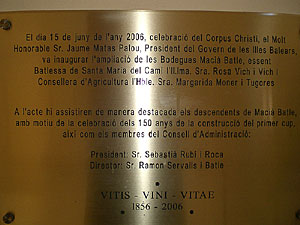 El dia 15 de juny de l'any 2006, celebració del Corpus Christi, el Molt
Honorable Sr. Jaume Matas Palou, President del Govern de les Illes Balears,
va inaugurar l'ampliació de les Bodegues Macià Batle, essent
Batlessa de Santa Maria del Camí l'Il.lma. Sra. Rosa Vich i Vich i
Consellera d'Agricultura l'Hble. Sra. Margarida Moner i Tugores
A l'acte hi assistiren de manera destacada els descendents de Macià Batle,
amb motiu de la celebració dels 150 anys de la construcció del primer cup,
així com els membres del Consell d'Administració:
President: Sr. Sebastià Rubí i Roca
Director: Sr. Ramon Servalls i Batle
VITIS - VINI - VITAE
1856 - 2006